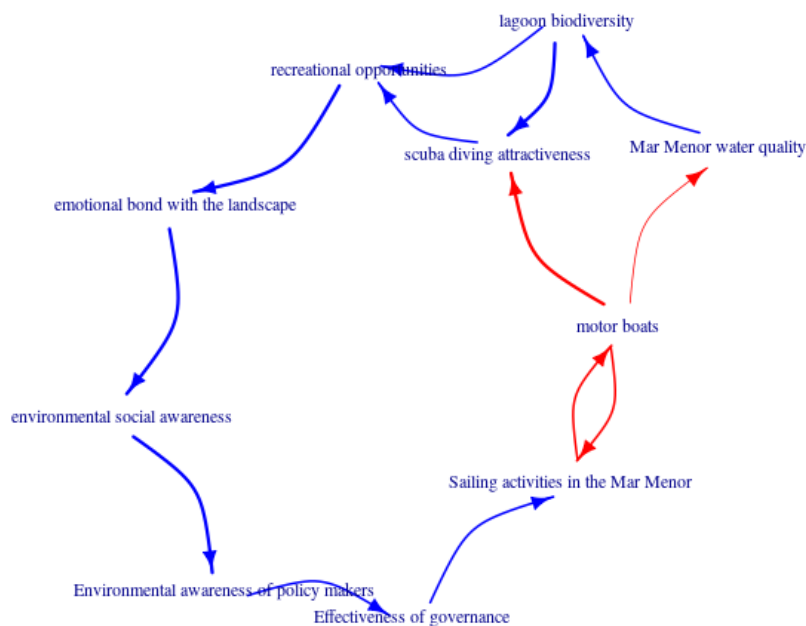 lagoon biodiversity
recreational opportunities
Mar Menor water quality
scuba diving attractiveness
emotional bond with the landscape
motor boats
environmental social awareness
Sailing activities in the Mar Menor
Environmental awareness of policy makers
Effectiveness of governance